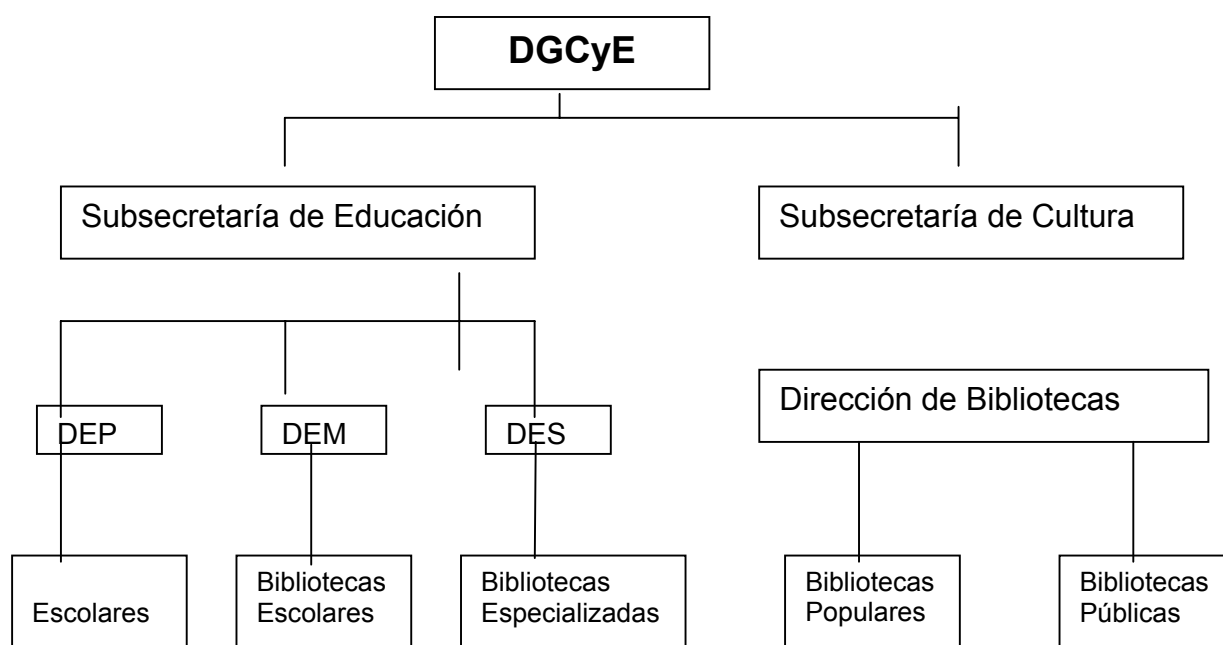 DGCyE
Subsecretaría de Educación
Subsecretaría de Cultura
Dirección de Bibliotecas
DEP
DEM
DES
Escolares
Bibliotecas
Escolares
Bibliotecas
Especializadas
Bibliotecas
Populares
Bibliotecas
Públicas